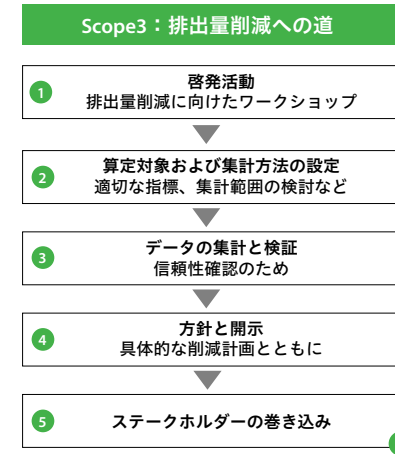 Scope3：排出量削減への道
1
啓発活動
排出量削減に向けたワークショップ
2
算定対象および集計方法の設定
適切な指標、集計範囲の検討など
3
データの集計と検証
信頼性確認のため
4
方針と開示
具体的な削減計画とともに
5
ステークホルダーの巻き込み